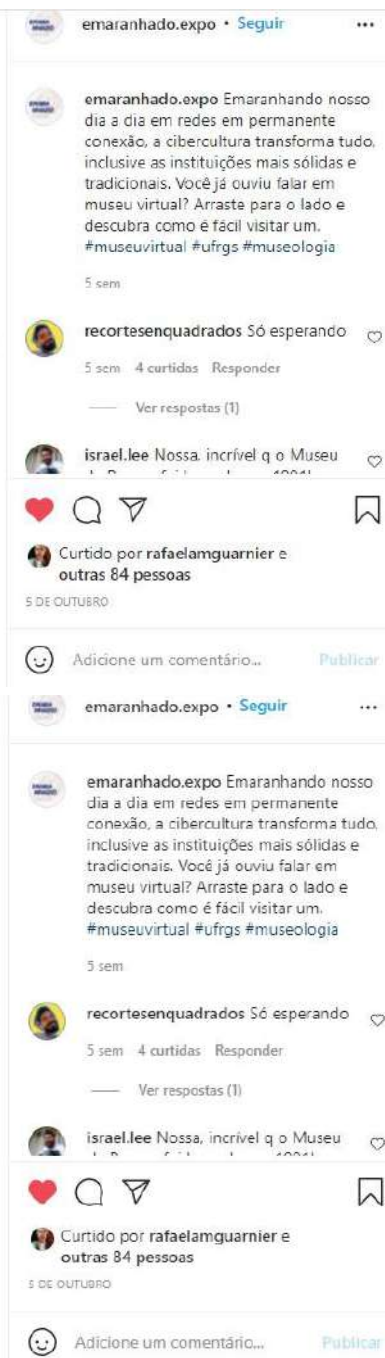 emaranhado.expo • Seguir
emaranhado.expo Emaranhando nosso
dia a dia em redes em permanente
conexão, a cibercultura transforma tudo,
inclusive as instituições mais sólidas e
tradicionais. Você já ouviu falar em
museu virtual? Arraste para o lado e
descubra como é fácil visitar um.
#museuvirtual #ufrgs #museologia
5 sem
recortesenquadrados Só esperando
5 sem 4 curtidas Responder
Ver respostas (1)
israel.lee Nossa, incrível q o Museu
Curtido por rafaelamguarnier e
outras 84 pessoas
5 DE OUTUBRO
Adicione um comentário... Publicar
emaranhado.expo • Seguir
emaranhado.expo Emaranhando nosso
dia a dia em redes em permanente
conexão, a cibercultura transforma tudo,
inclusive as instituições mais sólidas e
tradicionais. Você já ouviu falar em
museu virtual? Arraste para o lado e
descubra como é fácil visitar um.
#museuvirtual #ufrgs #museologia
5 sem
recortesenquadrados Só esperando
5 sem 4 curtidas Responder
Ver respostas (1)
israel.lee Nossa, incrível q o Museu
Curtido por rafaelamguarnier e
outras 84 pessoas
5 DE OUTUBRO
Adicione um comentário... Publicar